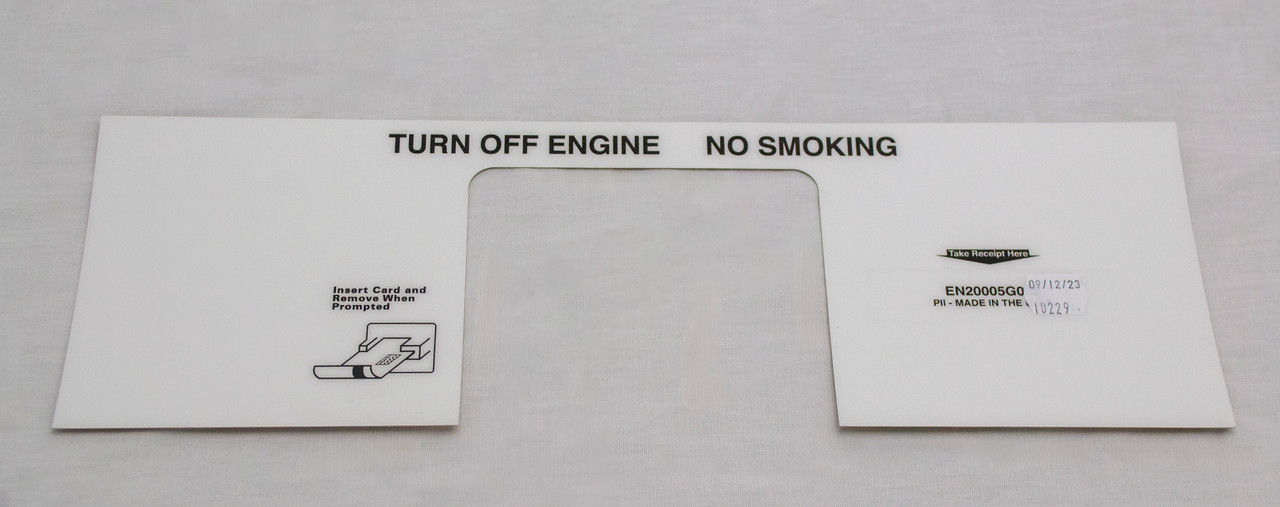 TURN OFF ENGINE NO SMOKING
Take Receipt Here
Insert Card and
Remove When
Prompted
EN20005G0
09/12/23
PII - MADE IN THE
10229